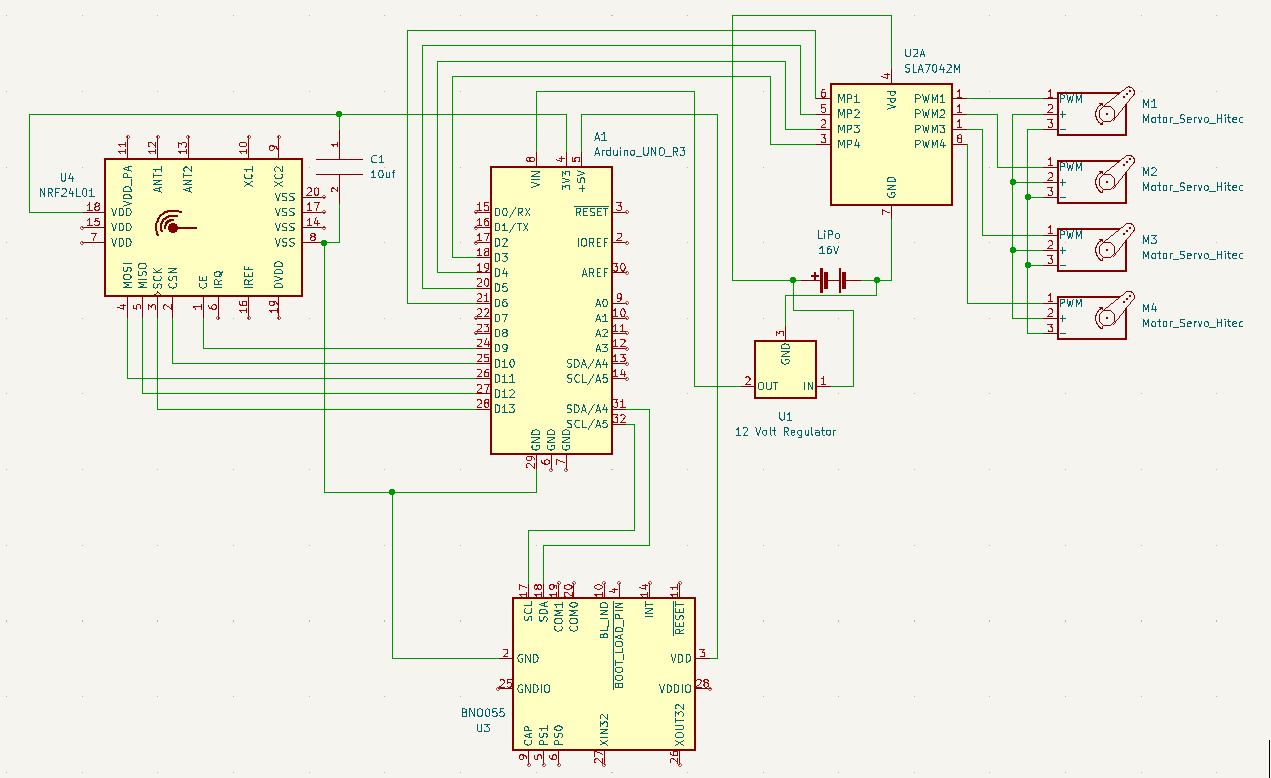 U2A
SLA7042M
4
Vdd
6 MP1
5 MP2
2 MP3
3 MP4
PWM1 1
PWM2 1
PWM3 1
PWM4 8
GND
7
1 PWM
2 +
3 -
M1
Motor_Servo_Hitec
1 PWM
2 +
3 -
M2
Motor_Servo_Hitec
1 PWM
2 +
3 -
M3
Motor_Servo_Hitec
1 PWM
2 +
3 -
M4
Motor_Servo_Hitec
U4
NRF24L01
11 VDD_PA
12 ANT1
13 ANT2
10 XC1
9 XC2
18 VDD
15 VDD
7 VDD
VSS 20
VSS 17
VSS 14
VSS 8
MOSI 4
MISO 5
SCK 3
CSN 2
CE 1
IRQ 6
IREF 16
DVDD 19
1
C1
10uf
2
A1
Arduino_UNO_R3
8 VIN
4 3V3
5 +5V
15 D0/RX
16 D1/TX
17 D2
18 D3
19 D4
20 D5
21 D6
22 D7
23 D8
24 D9
25 D10
26 D11
27 D12
28 D13
RESET 3
IOREF 2
AREF 30
A0 9
A1 10
A2 11
A3 12
SDA/A4 13
SCL/A5 14
SDA/A4 31
SCL/A5 32
GND 29
GND 6
GND 7
LiPo
16V
+
3
GND
2 OUT
IN 1
U1
12 Volt Regulator
17 SCL
18 SDA
19 COM1
20 COM0
10 BL_IND
4 BOOT_LOAD_PIN
14 INT
11 RESET
2 GND
25 GNDIO
VDD 3
VDDIO 28
BNO055
U3
CAP 9
PS1 5
PS0 6
XIN32 27
XOUT32 26